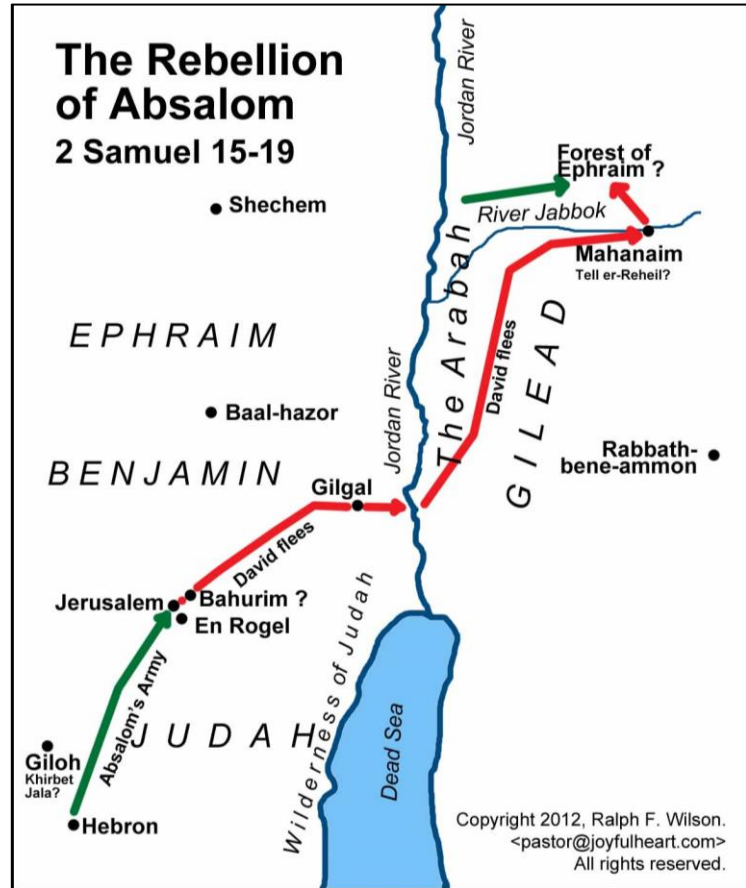 The Rebellion
of Absalom
2 Samuel 15-19
Jordan River
Forest of
Ephraim ?
Shechem
River Jabbok
Mahanaim
Tell er-Reheil?
The Arabah
EPHRAIM
David flees
GILEAD
Jordan River
Baal-hazor
Rabbath-
bene-ammon
BENJAMIN
Gilgal
David flees
Jerusalem
Bahurim ?
En Rogel
Wilderness of Judah
Absalom's Army
JUDAH
Dead Sea
Giloh
Khirbet
Jala?
Hebron
Copyright 2012, Ralph F. Wilson.
<pastor@joyfulheart.com>
All rights reserved.